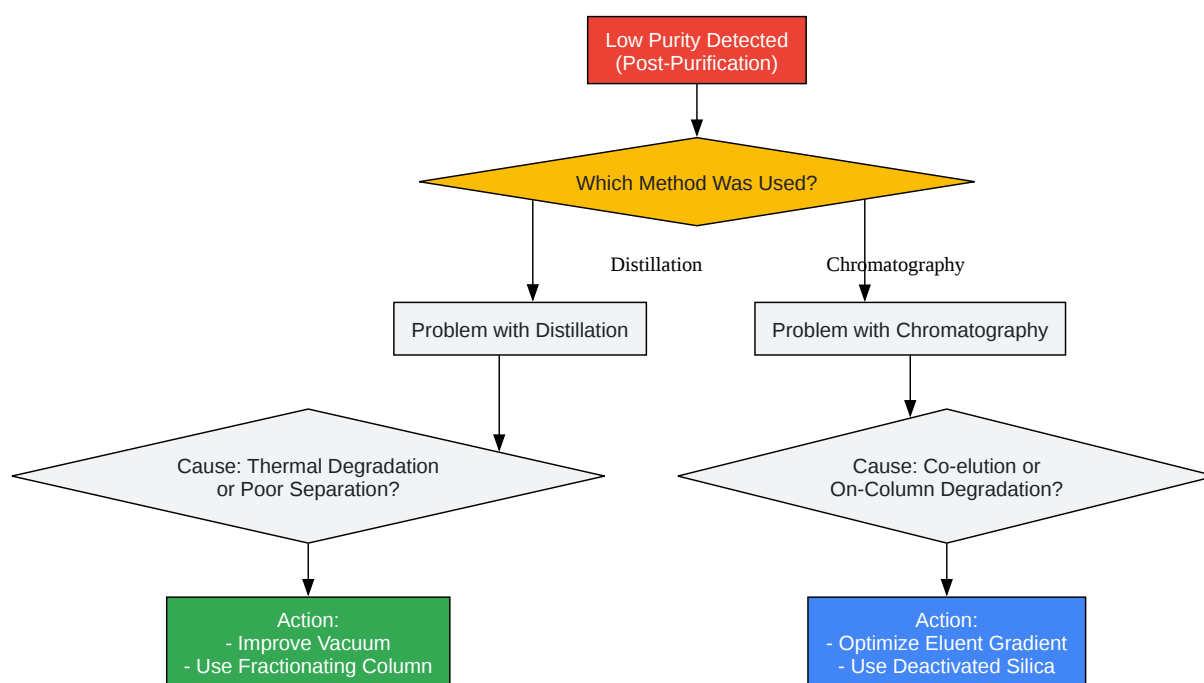 Low Purity Detected
(Post-Purification)
Which Method Was Used?
Distillation
Chromatography
Problem with Distillation
Problem with Chromatography
Cause: Thermal Degradation
or Poor Separation?
Cause: Co-elution or
On-Column Degradation?
Action:
- Improve Vacuum
- Use Fractionating Column
Action:
- Optimize Eluent Gradient
- Use Deactivated Silica